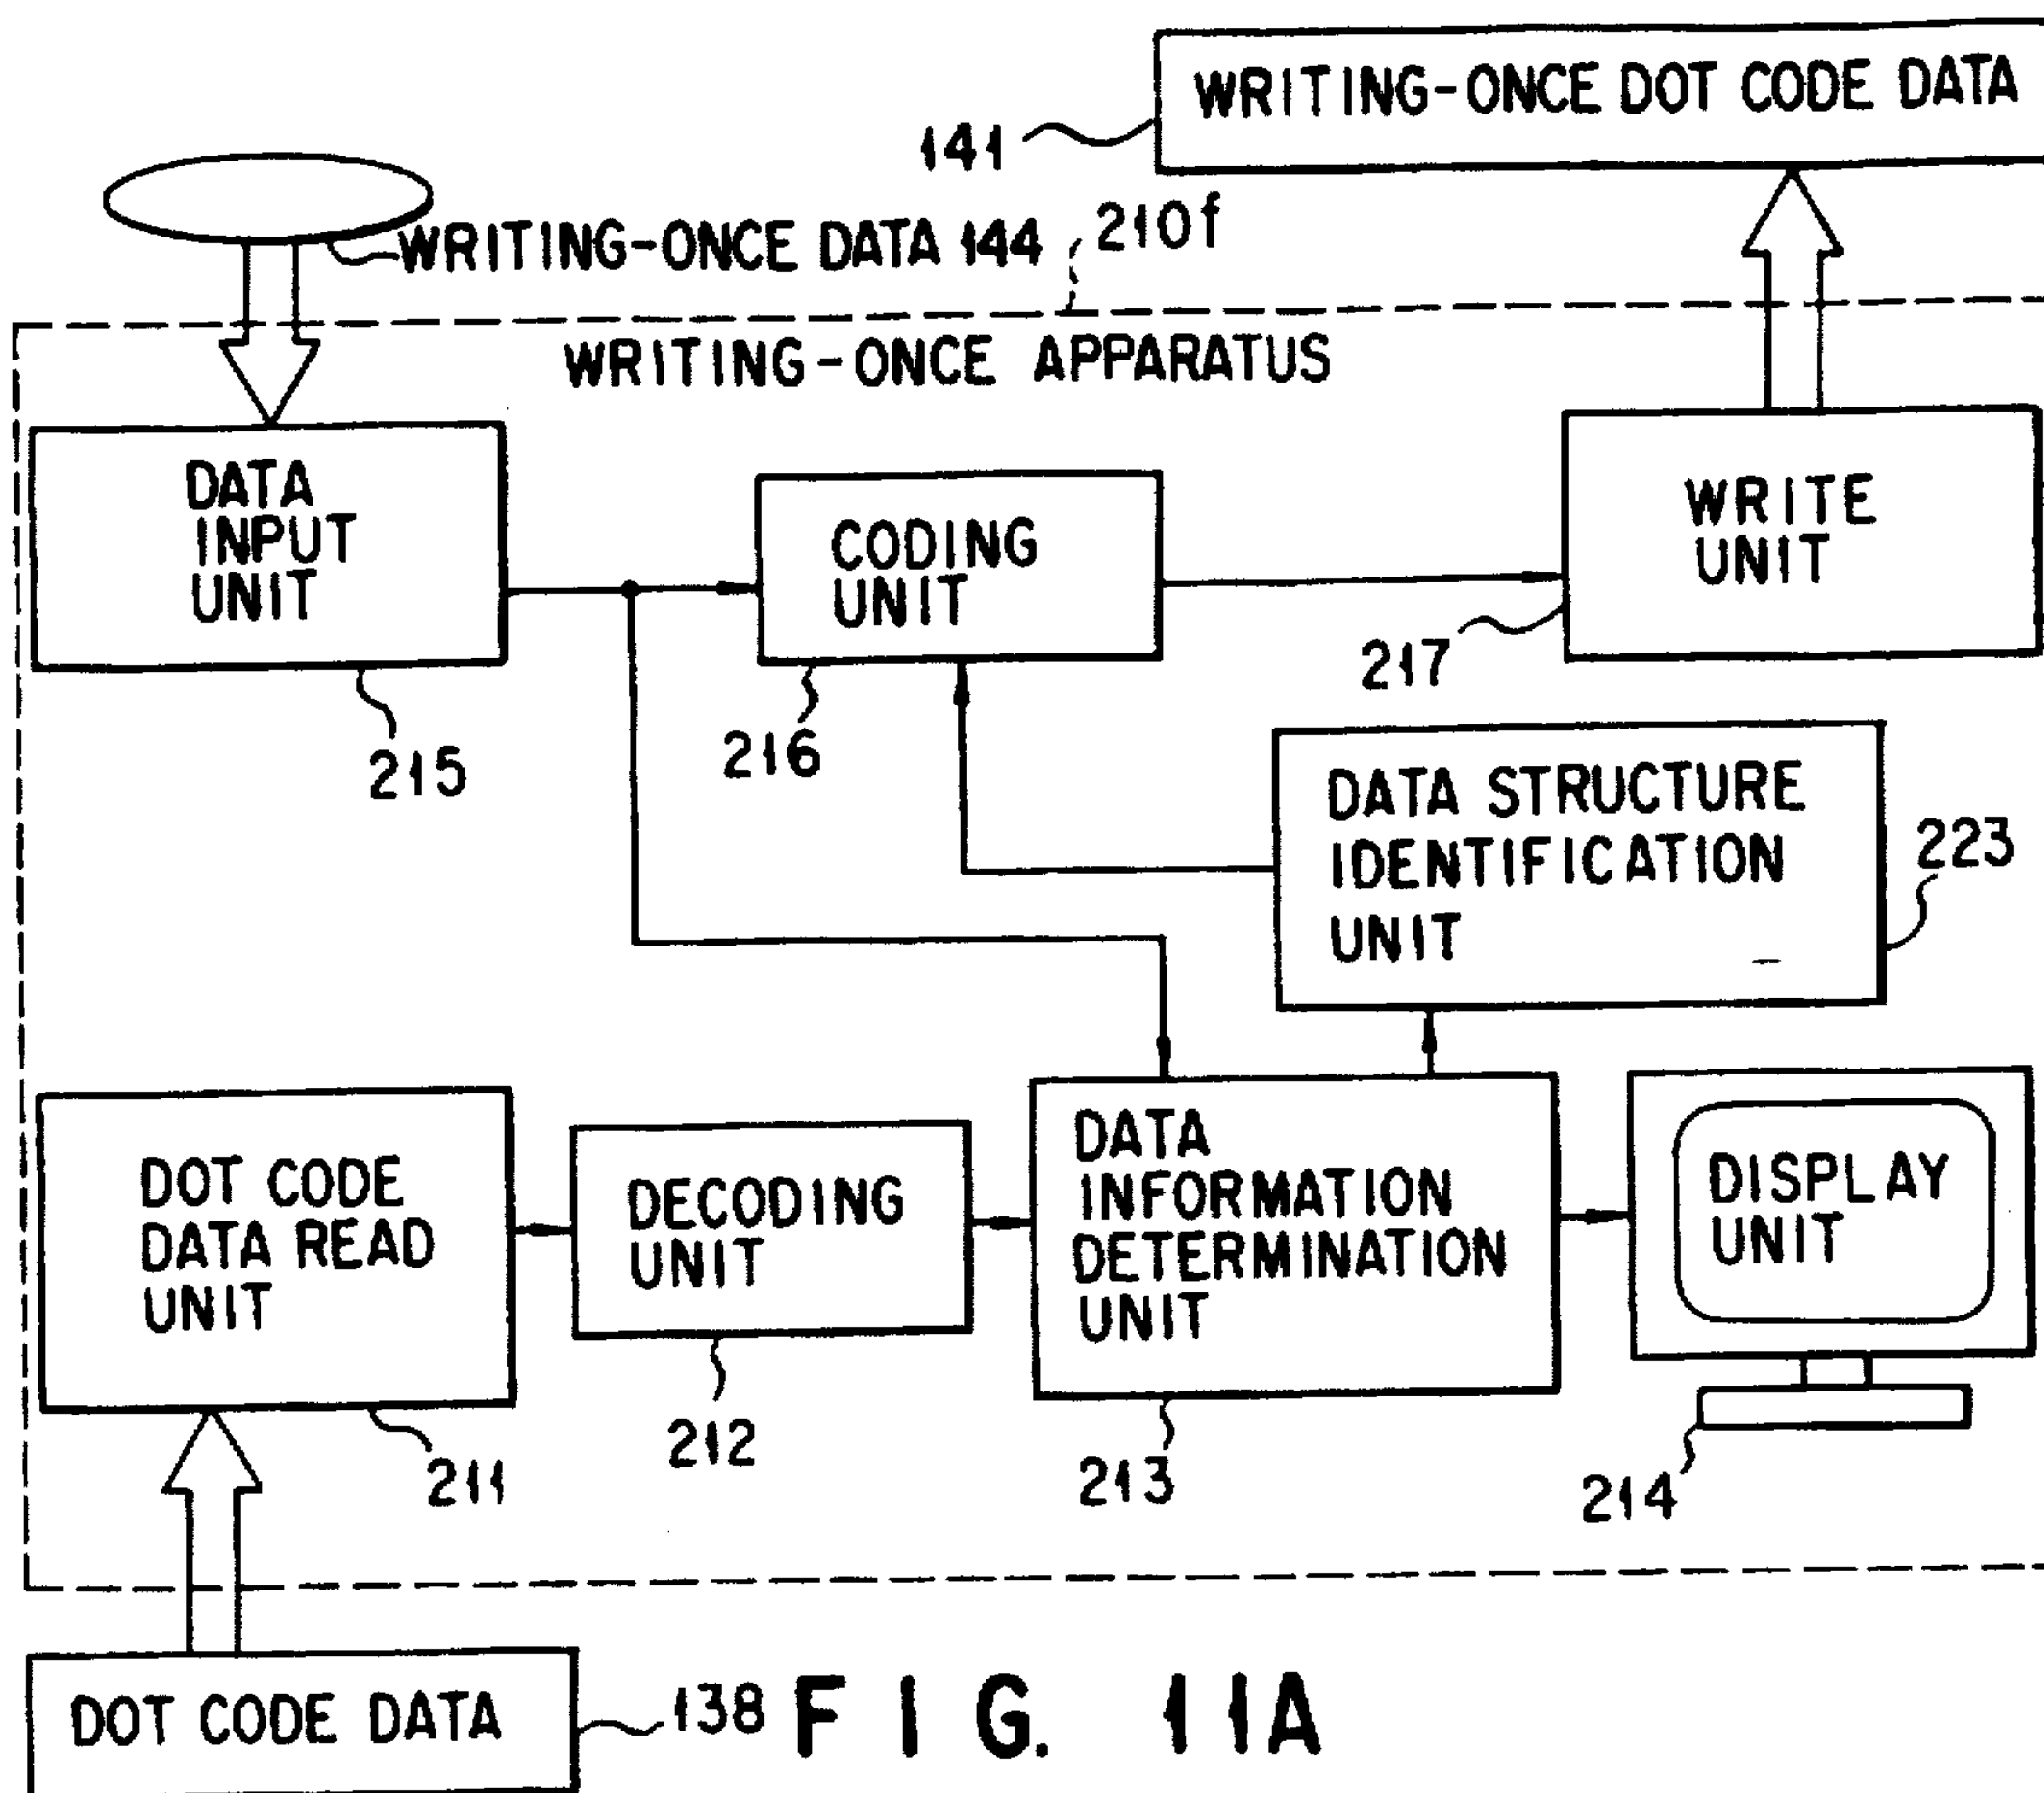 WRITING-ONCE DOT CODE DATA
141
WRITING-ONCE DATA 144
210f
WRITING-ONCE APPARATUS
DATA
INPUT
UNIT
215
CODING
UNIT
216
WRITE
UNIT
217
DATA STRUCTURE
IDENTIFICATION
UNIT
223
DOT CODE
DATA READ
UNIT
211
DECODING
UNIT
212
DATA
INFORMATION
DETERMINATION
UNIT
213
DISPLAY
UNIT
214
DOT CODE DATA
138
FIG. 11A